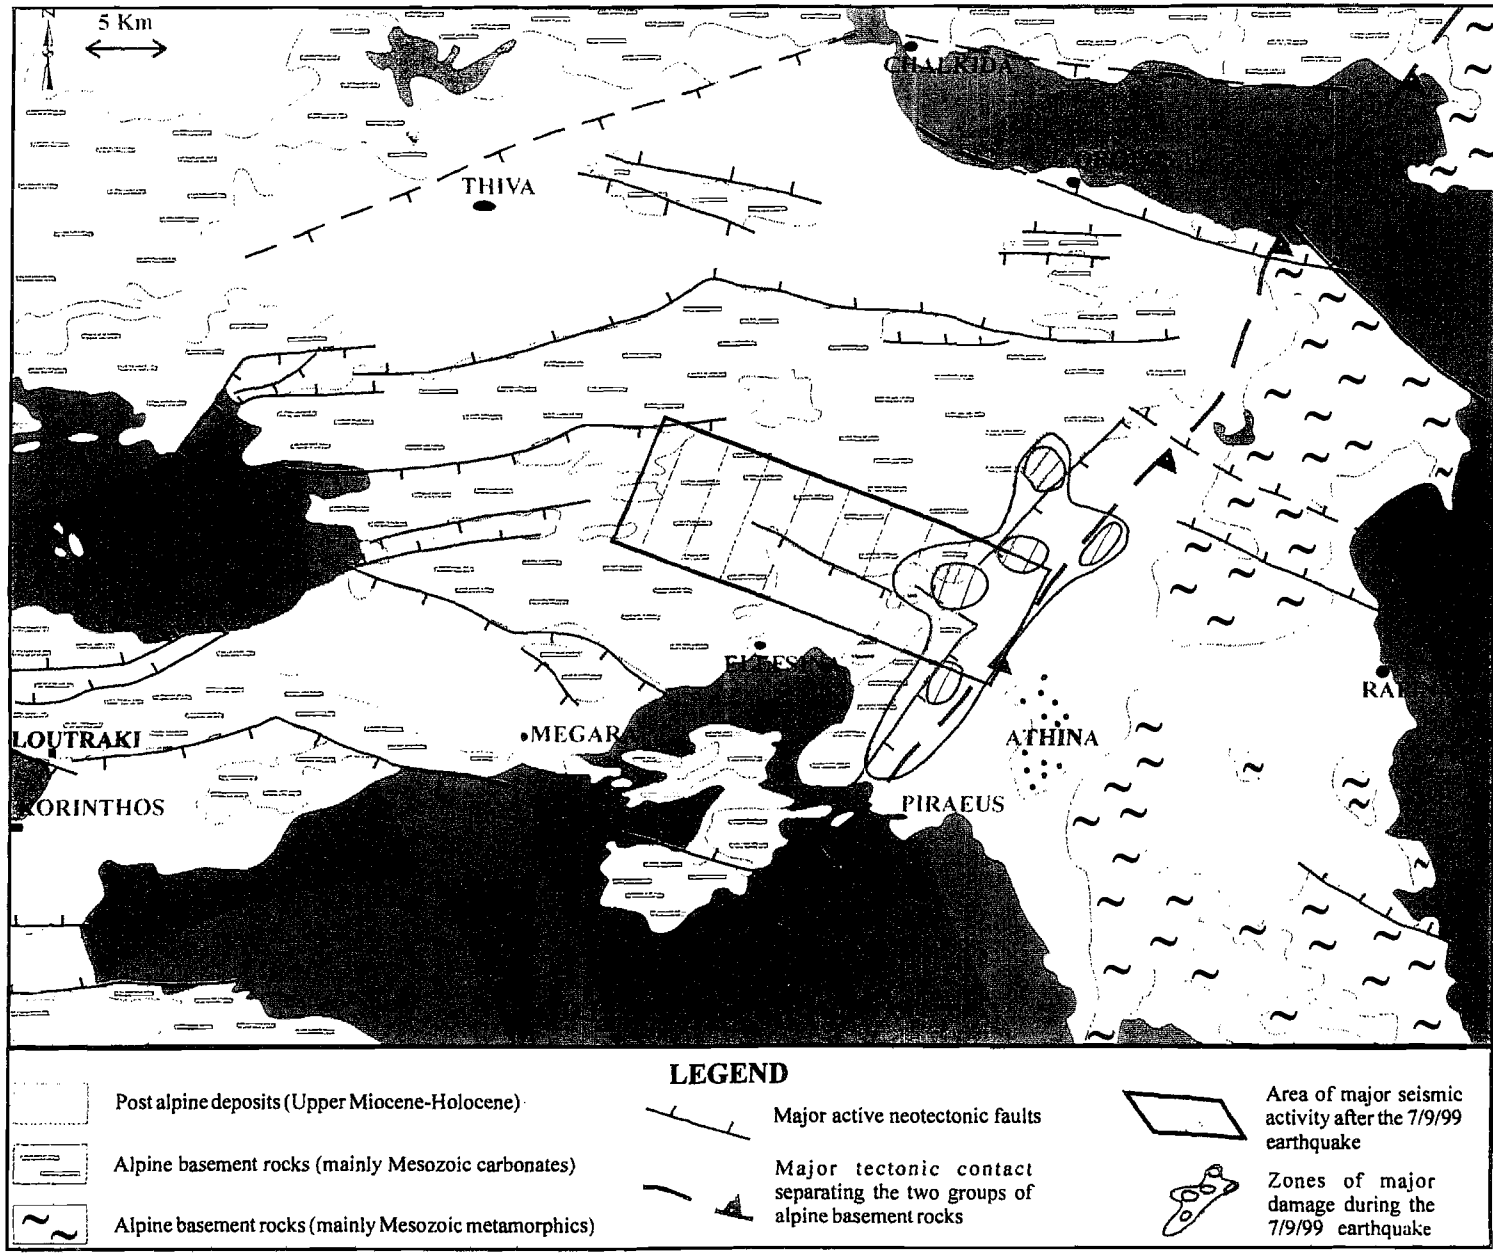 N
5 Km
S
CHALKIDA
THIVA
MEGARA
LOUTRAKI
ATHINA
KORINTHOS
PIRAEUS
LEGEND
Post alpine deposits (Upper Miocene-Holocene)
Alpine basement rocks (mainly Mesozoic carbonates)
Alpine basement rocks (mainly Mesozoic metamorphics)
Major active neotectonic faults
Major tectonic contact
separating the two groups of
alpine basement rocks
Area of major seismic
activity after the 7/9/99
earthquake
Zones of major
damage during the
7/9/99 earthquake